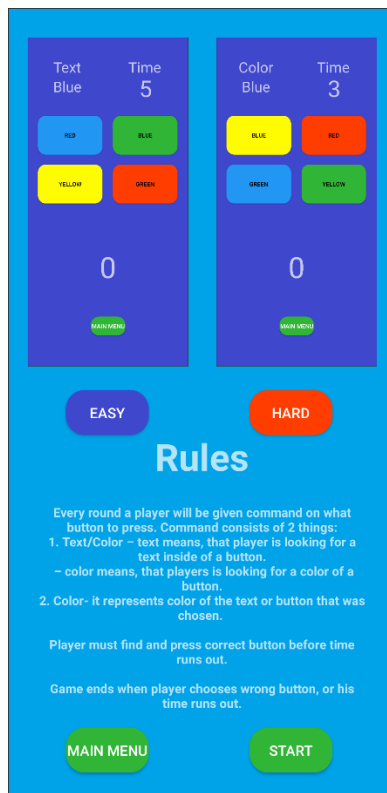 Text Time
Blue 5
RED BLUE
YELLOW GREEN
0
MAIN MENU
Color Time
Blue 3
BLUE RED
GREEN YELLOW
0
MAIN MENU
EASY HARD
Rules
Every round a player will be given command on what
button to press. Command consists of 2 things:
1. Text/Color – text means, that player is looking for a
text inside of a button.
– color means, that players is looking for a color of a
button.
2. Color- it represents color of the text or button that was
chosen.
Player must find and press correct button before time
runs out.
Game ends when player chooses wrong button, or his
time runs out.
MAIN MENU START